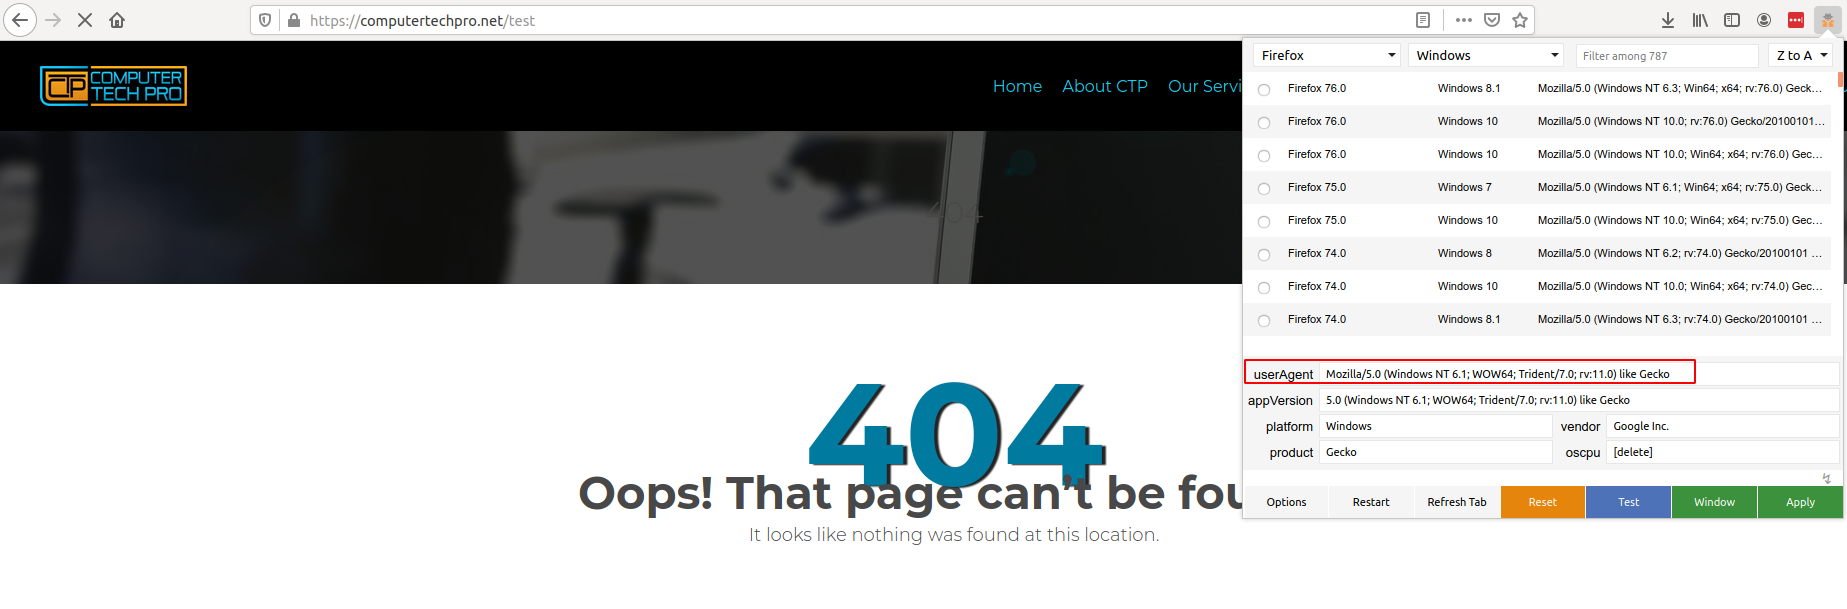 https://computertechpro.net/test
CP COMPUTER
TECH PRO
Home About CTP Our Servi
404
404
Oops! That page can't be fou
It looks like nothing was found at this location.
Firefox Windows Filter among 787 Z to A
Firefox 76.0 Windows 8.1 Mozilla/5.0 (Windows NT 6.3; Win64; x64; rv:76.0) Geck...
Firefox 76.0 Windows 10 Mozilla/5.0 (Windows NT 10.0; rv:76.0) Gecko/20100101...
Firefox 76.0 Windows 10 Mozilla/5.0 (Windows NT 10.0; Win64; x64; rv:76.0) Gec...
Firefox 75.0 Windows 7 Mozilla/5.0 (Windows NT 6.1; Win64; x64; rv:75.0) Geck...
Firefox 75.0 Windows 10 Mozilla/5.0 (Windows NT 10.0; Win64; x64; rv:75.0) Gec...
Firefox 74.0 Windows 8 Mozilla/5.0 (Windows NT 6.2; rv:74.0) Gecko/20100101 ...
Firefox 74.0 Windows 10 Mozilla/5.0 (Windows NT 10.0; Win64; x64; rv:74.0) Gec...
Firefox 74.0 Windows 8.1 Mozilla/5.0 (Windows NT 6.3; rv:74.0) Gecko/20100101 ...
userAgent Mozilla/5.0 (Windows NT 6.1; WOW64; Trident/7.0; rv:11.0) like Gecko
appVersion 5.0 (Windows NT 6.1; WOW64; Trident/7.0; rv:11.0) like Gecko
platform Windows vendor Google Inc.
product Gecko oscpu [delete]
Options Restart Refresh Tab Reset Test Window Apply